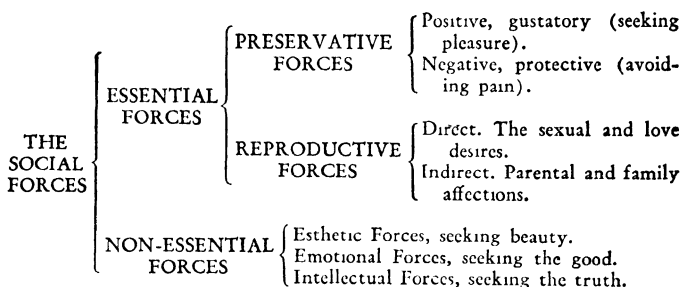 THE
SOCIAL
FORCES
ESSENTIAL
FORCES
PRESERVATIVE
FORCES
Positive, gustatory (seeking
pleasure).
Negative, protective (avoid-
ing pain).
REPRODUCTIVE
FORCES
Direct. The sexual and love
desires.
Indirect. Parental and family
affections.
NON-ESSENTIAL
FORCES
Esthetic Forces, seeking beauty.
Emotional Forces, seeking the good.
Intellectual Forces, seeking the truth.